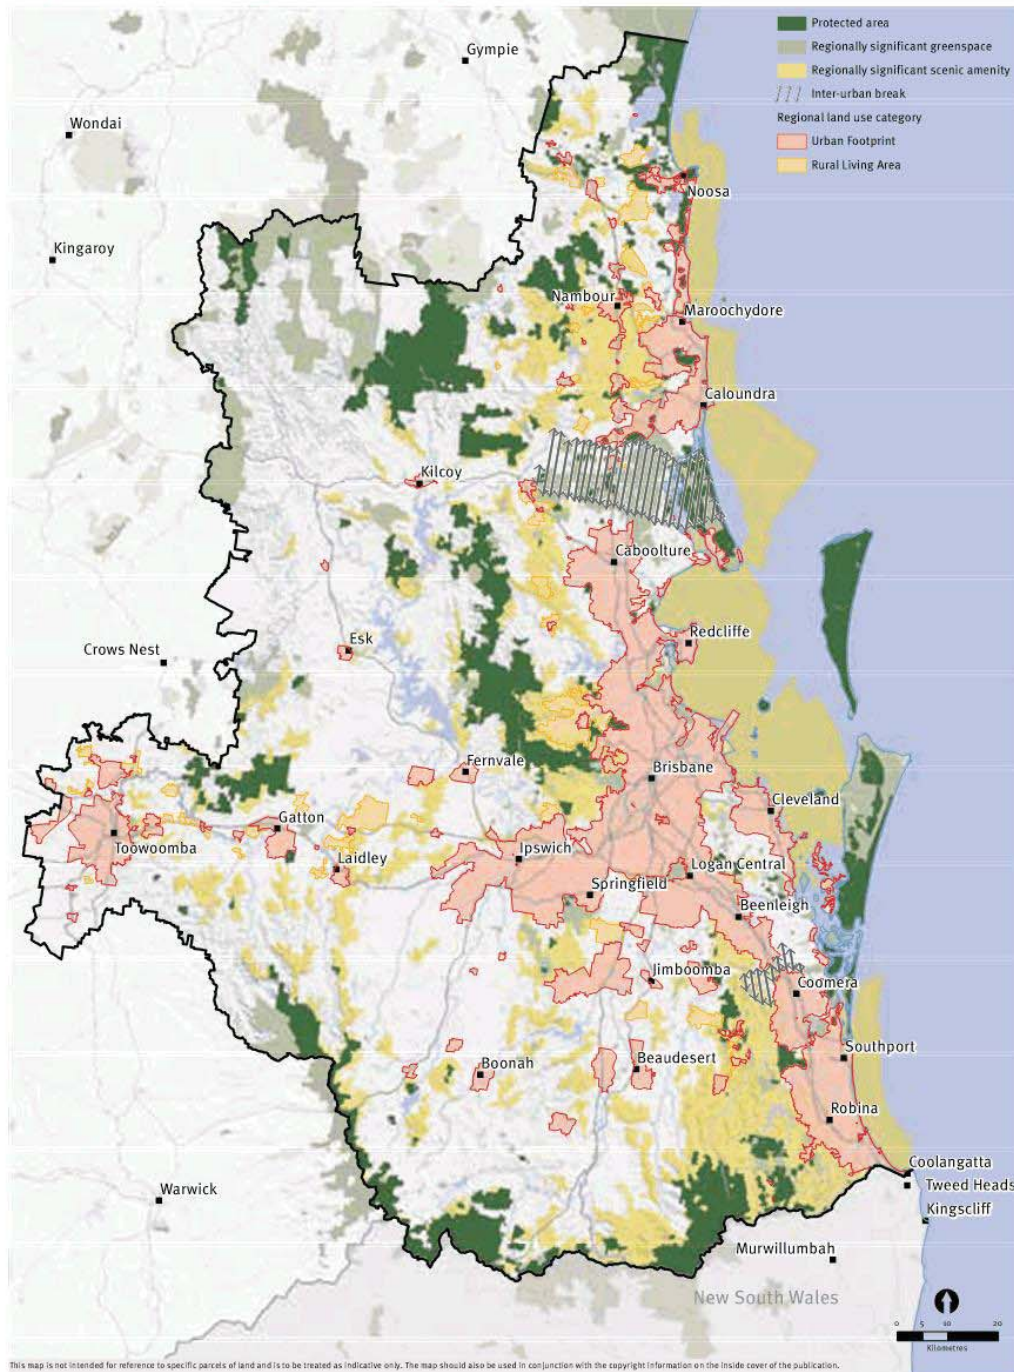 Protected area
Regionally significant greenspace
Regionally significant scenic amenity
Inter-urban break
Regional land use category
Urban Footprint
Rural Living Area
Gympie
Wondai
Noosa
Kingaroy
Nambour
Maroochydore
Caloundra
Kilcoy
Caboolture
Redcliffe
Esk
Crows Nest
Fernvale
Brisbane
Cleveland
Gatton
Toowoomba
Ipswich
Laidley
Logan Central
Springfield
Beenleigh
Jimboomba
Coomera
Southport
Boonah
Beaudesert
Robina
Coolangatta
Tweed Heads
Warwick
Kingscliff
Murwillumbah
New South Wales
0 5 10 20
Kilometres
This map is not intended for reference to specific parcels of land and is to be treated as indicative only. The map should also be used in conjunction with the copyright information on the inside cover of the publication.